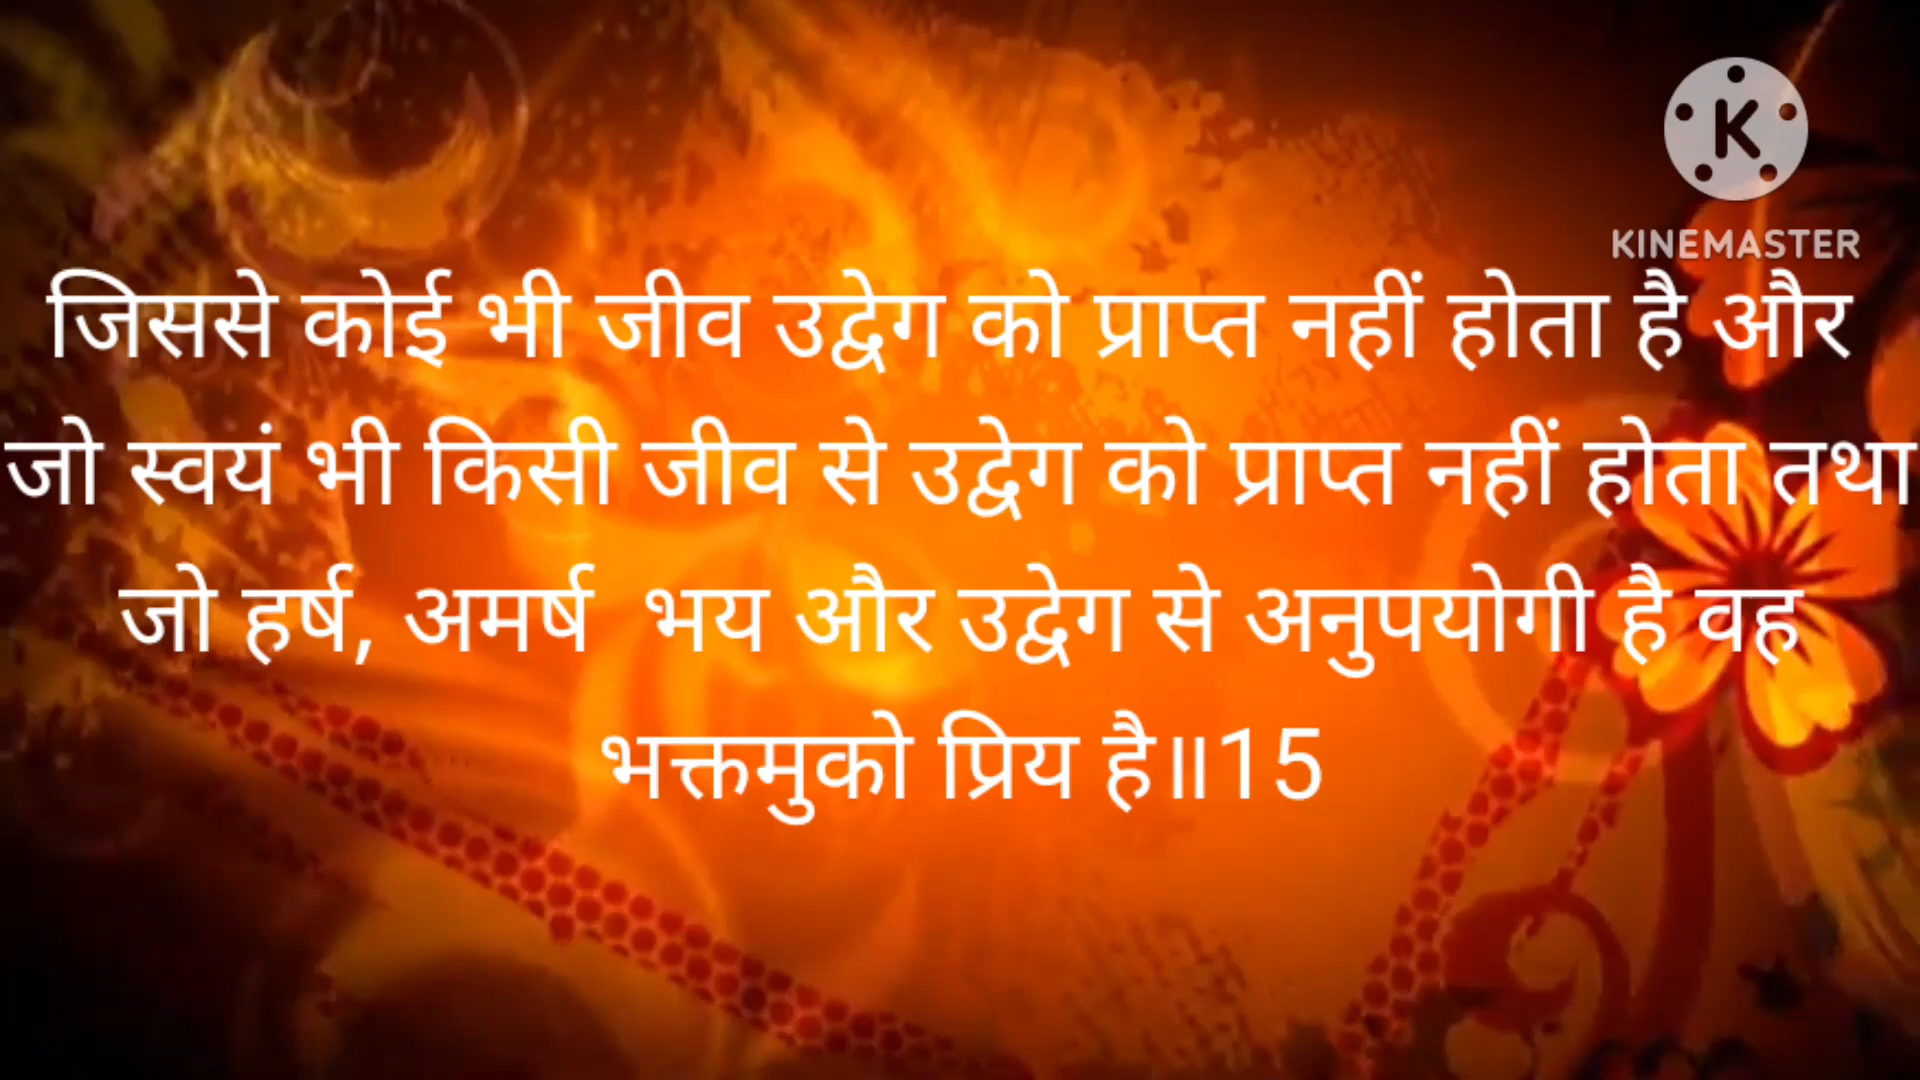 KINEMASTER
जिससे कोई भी जीव उद्वेग को प्राप्त नहीं होता है और
जो स्वयं भी किसी जीव से उद्वेग को प्राप्त नहीं होता तथा
जो हर्ष, अमर्ष भय और उद्वेग से अनुपयोगी है वह
भक्तमुको प्रिय है॥15